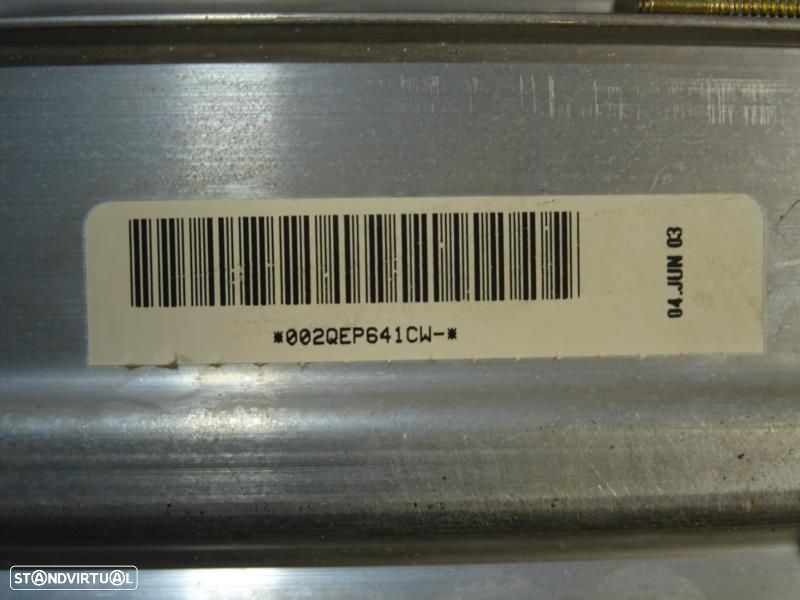 *002QEP641CW-*
04.JUN 03
STANDVIRTUAL